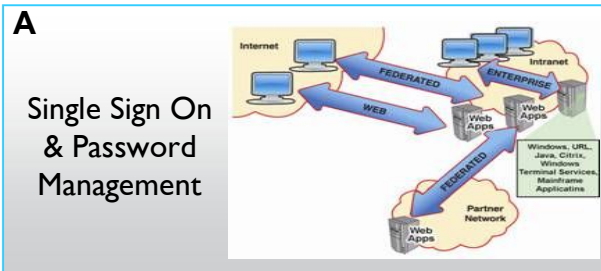 A
Single Sign On
& Password
Management
Internet
Intranet
FEDERATED
ENTERPRISE
WEB
Web
Apps
Web
Apps
Windows, URL,
Java, Citrix,
Windows
Terminal Services,
Mainframe
Applicatins
FEDERATED
Partner
Network
Web
Apps